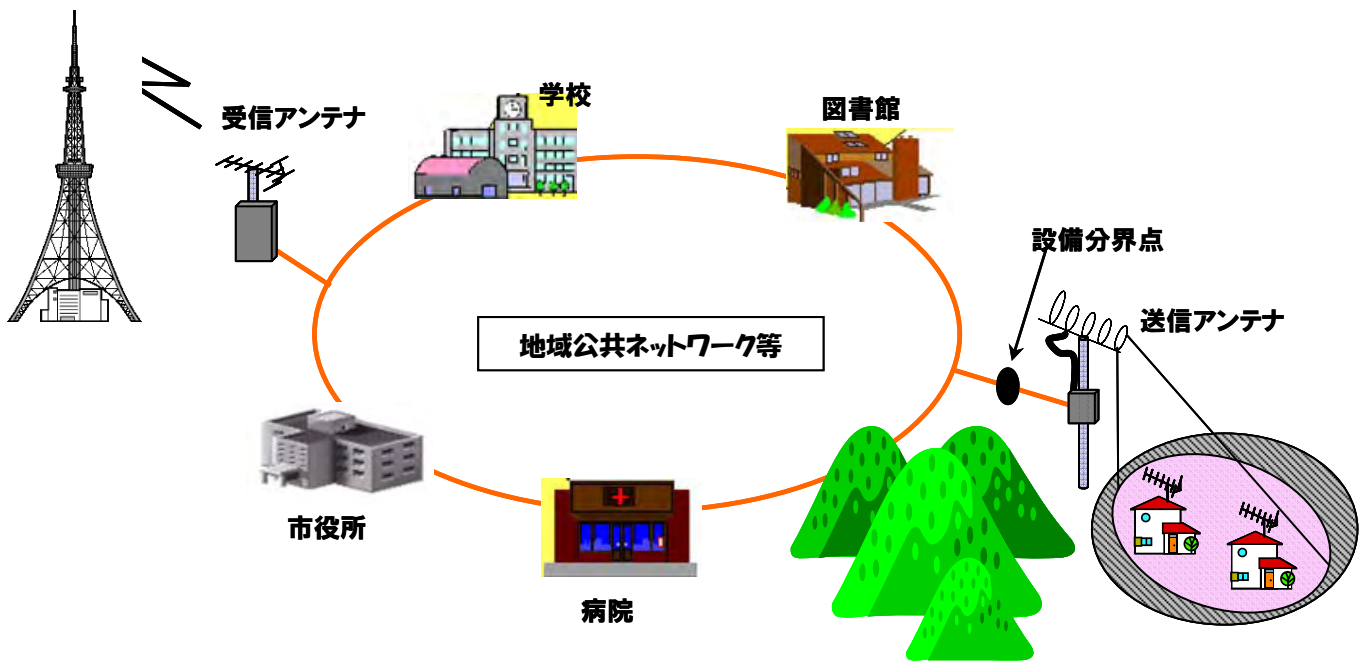 学校
図書館
受信アンテナ
設備分界点
送信アンテナ
地域公共ネットワーク等
市役所
病院